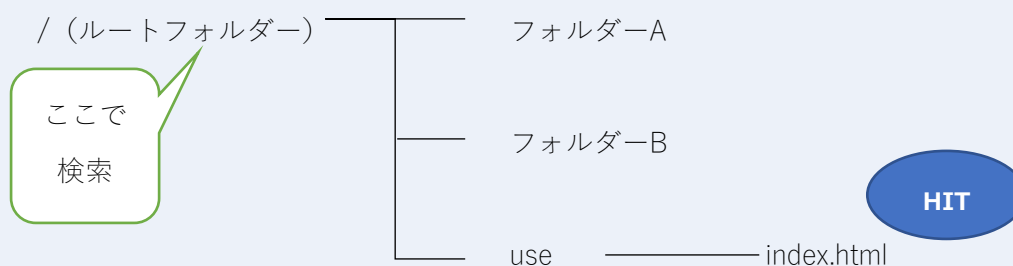 /（ルートフォルダー）
フォルダーA
ここで
検索
フォルダーB
HIT
use
index.html